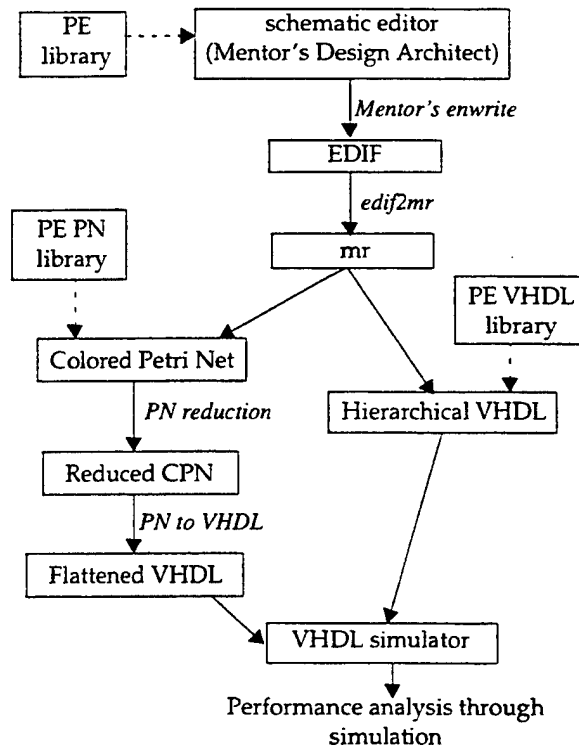 PE
library
schematic editor
(Mentor's Design Architect)
Mentor's enwrite
EDIF
edif2mr
mr
PE PN
library
PE VHDL
library
Colored Petri Net
Hierarchical VHDL
PN reduction
Reduced CPN
PN to VHDL
Flattened VHDL
VHDL simulator
Performance analysis through
simulation